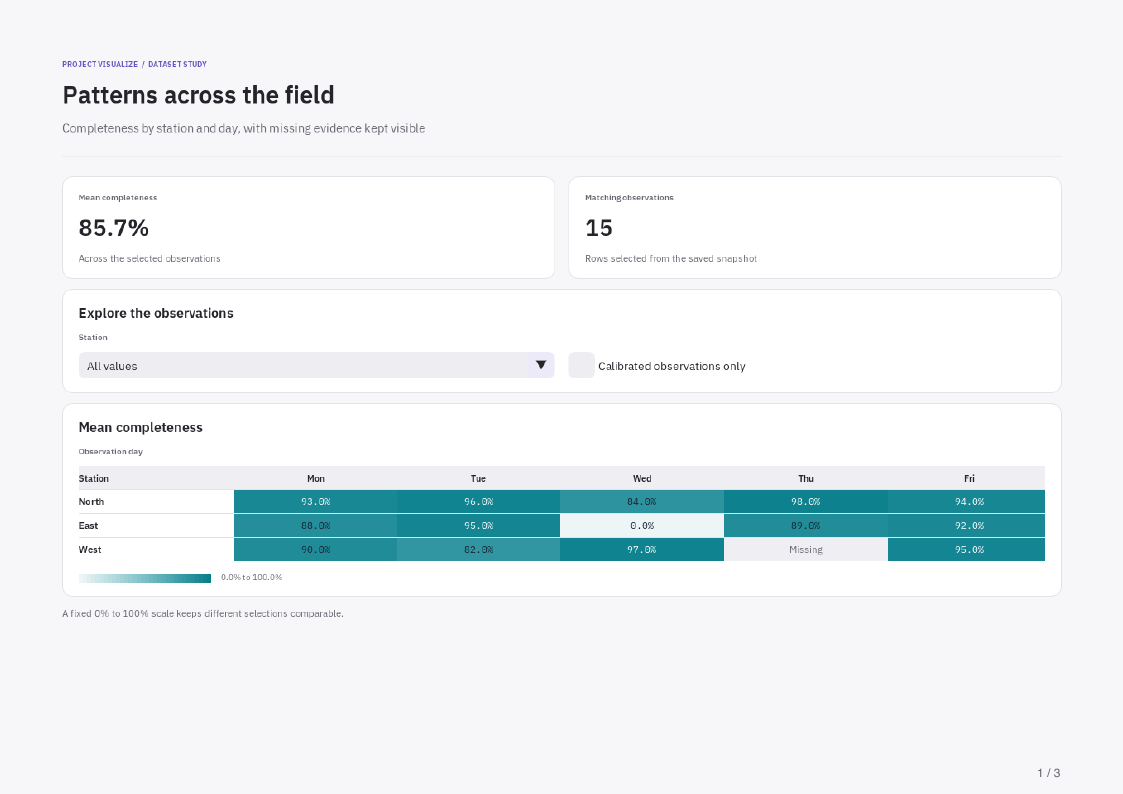 PROJECT VISUALIZE / DATASET STUDY
Patterns across the field
Completeness by station and day, with missing evidence kept visible
Mean completeness
85.7%
Across the selected observations
Matching observations
15
Rows selected from the saved snapshot
Explore the observations
Station
All values
Calibrated observations only
Mean completeness
Observation day
Station Mon Tue Wed Thu Fri
North 93.0% 96.0% 84.0% 98.0% 94.0%
East 88.0% 95.0% 0.0% 89.0% 92.0%
West 90.0% 82.0% 97.0% Missing 95.0%
0.0% to 100.0%
A fixed 0% to 100% scale keeps different selections comparable.
1 / 3